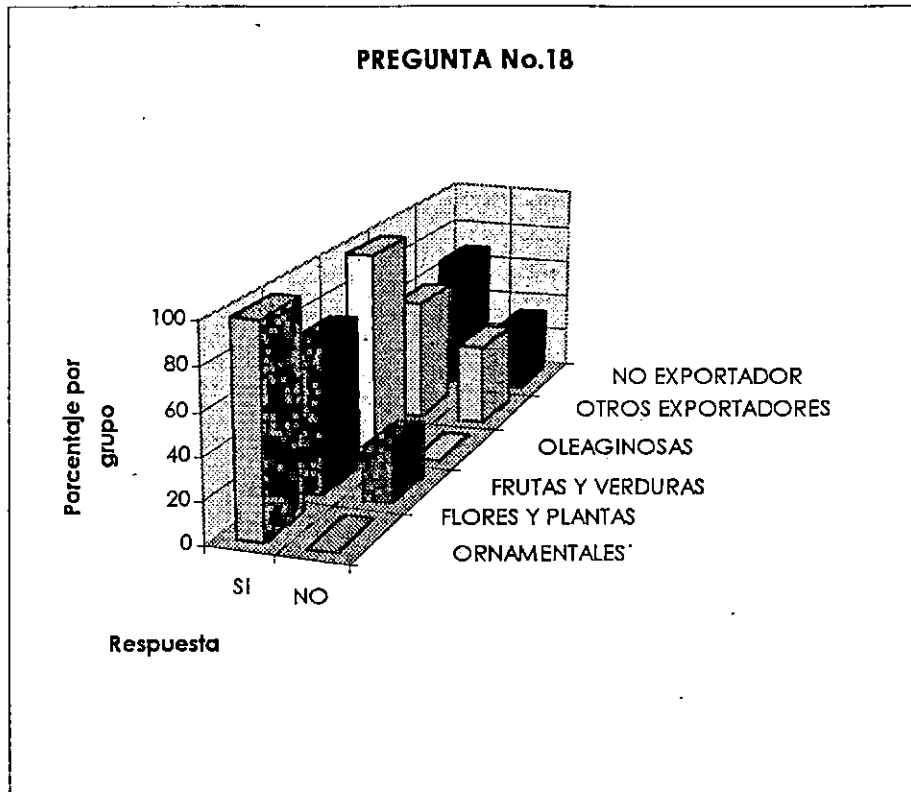 PREGUNTA No.18
Porcentaje por
grupo
100
80
60
40
20
0
SI
NO
Respuesta
NO EXPORTADOR
OTROS EXPORTADORES
OLEAGINOSAS
FRUTAS Y VERDURAS
FLORES Y PLANTAS
ORNAMENTALES